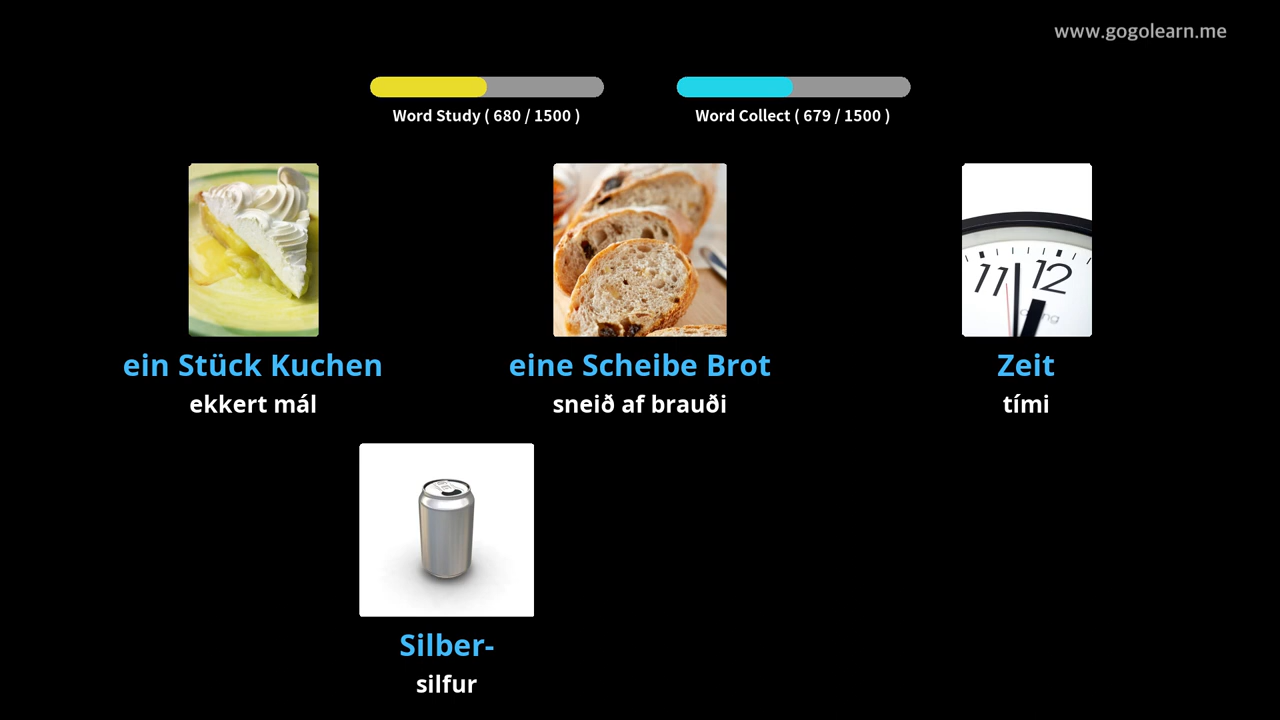 www.gogolearn.me
Word Study ( 680 / 1500 )
Word Collect ( 679 / 1500 )
11 12
ein Stück Kuchen
eine Scheibe Brot
Zeit
ekkert mál
sneið af brauði
tími
Silber-
silfur